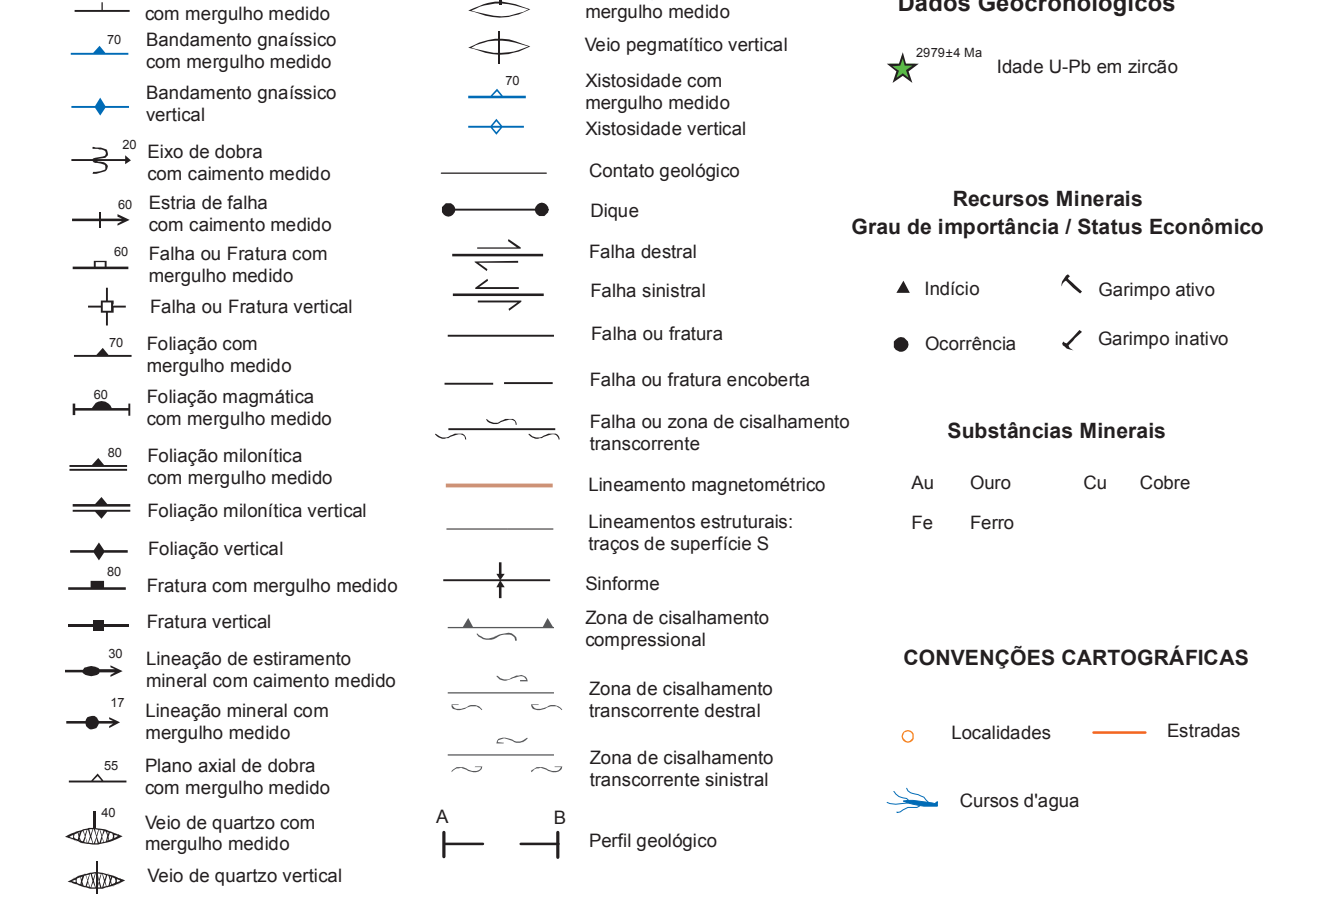 com mergulho medido
70
Bandamento gnaíssico
com mergulho medido
Bandamento gnaíssico
vertical
20
Eixo de dobra
com caimento medido
60
Estria de falha
com caimento medido
60
Falha ou Fratura com
mergulho medido
Falha ou Fratura vertical
70
Foliação com
mergulho medido
60
Foliação magmática
com mergulho medido
80
Foliação milonítica
com mergulho medido
Foliação milonítica vertical
Foliação vertical
80
Fratura com mergulho medido
Fratura vertical
30
Lineação de estiramento
mineral com caimento medido
17
Lineação mineral com
mergulho medido
55
Plano axial de dobra
com mergulho medido
40
Veio de quartzo com
mergulho medido
Veio de quartzo vertical
mergulho medido
Veio pegmatítico vertical
70
Xistosidade com
mergulho medido
Xistosidade vertical
Contato geológico
Dique
Falha destral
Falha sinistral
Falha ou fratura
Falha ou fratura encoberta
Falha ou zona de cisalhamento
transcorrente
Lineamento magnetométrico
Lineamentos estruturais:
traços de superfície S
Sinforme
Zona de cisalhamento
compressional
Zona de cisalhamento
transcorrente destral
Zona de cisalhamento
transcorrente sinistral
A B
Perfil geológico
Dados Geocronológicos
2979±4 Ma
Idade U-Pb em zircão
Recursos Minerais
Grau de importância / Status Econômico
Indício
Garimpo ativo
Ocorrência
Garimpo inativo
Substâncias Minerais
Au Ouro Cu Cobre
Fe Ferro
CONVENÇÕES CARTOGRÁFICAS
Localidades
Estradas
Cursos d'agua